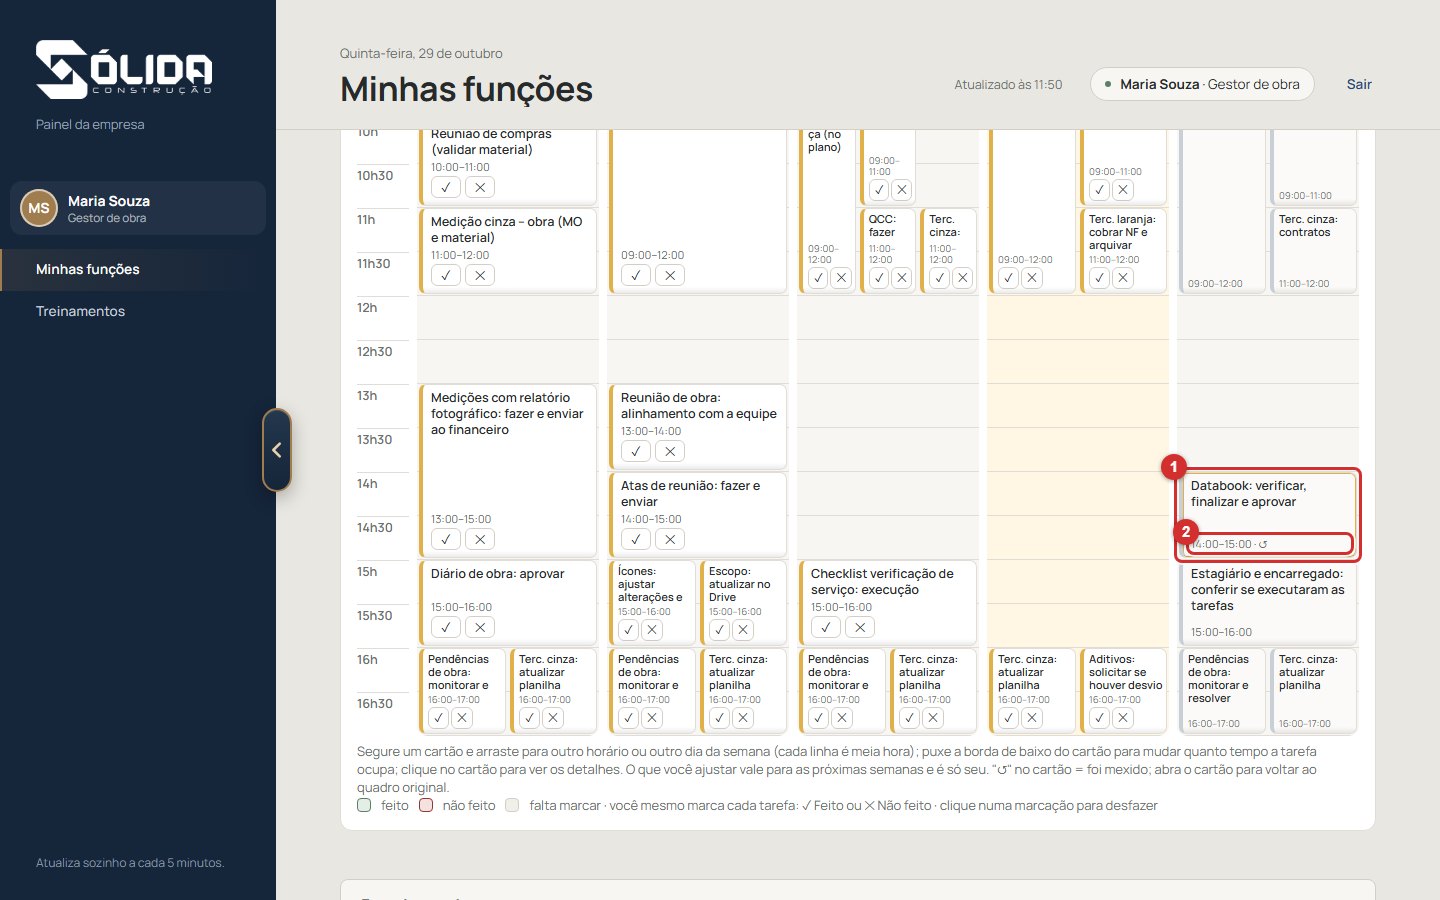 SÓLIDA
CONSTRUÇÃO
Painel da empresa
MS
Maria Souza
Gestor de obra
Minhas funções
Treinamentos
Atualiza sozinho a cada 5 minutos.
Quinta-feira, 29 de outubro
Minhas funções
Atualizado às 11:50
Maria Souza · Gestor de obra
Sair
10h
10h30
11h
11h30
12h
12h30
13h
13h30
14h
14h30
15h
15h30
16h
16h30
Reunião de compras
(validar material)
10:00–11:00
✓ ✕
Medição cinza – obra (MO
e material)
11:00–12:00
✓ ✕
Medições com relatório
fotográfico: fazer e enviar
ao financeiro
13:00–15:00
✓ ✕
Diário de obra: aprovar
15:00–16:00
✓ ✕
Pendências
de obra:
monitorar e
16:00–17:00
✓ ✕
Terc. cinza:
atualizar
planilha
16:00–17:00
✓ ✕
09:00–12:00
✓ ✕
Reunião de obra:
alinhamento com a equipe
13:00–14:00
✓ ✕
Atas de reunião: fazer e
enviar
14:00–15:00
✓ ✕
Ícones:
ajustar
alterações e
15:00–16:00
✓ ✕
Escopo:
atualizar no
Drive
15:00–16:00
✓ ✕
Pendências
de obra:
monitorar e
16:00–17:00
✓ ✕
Terc. cinza:
atualizar
planilha
16:00–17:00
✓ ✕
ça (no
plano)
09:00–
12:00
✓ ✕
09:00–
11:00
✓ ✕
QCC:
fazer
11:00–
12:00
✓ ✕
Terc.
cinza:
11:00–
12:00
✓ ✕
Checklist verificação de
serviço: execução
15:00–16:00
✓ ✕
Pendências
de obra:
monitorar e
16:00–17:00
✓ ✕
Terc. cinza:
atualizar
planilha
16:00–17:00
✓ ✕
09:00–12:00
✓ ✕
09:00–11:00
✓ ✕
Terc. laranja:
cobrar NF e
arquivar
11:00–12:00
✓ ✕
Terc. cinza:
atualizar
planilha
16:00–17:00
✓ ✕
Aditivos:
solicitar se
houver desvio
16:00–17:00
✓ ✕
09:00–12:00
09:00–11:00
Terc. cinza:
contratos
11:00–12:00
1
Databook: verificar,
finalizar e aprovar
2
14:00–15:00 · ↺
Estagiário e encarregado:
conferir se executaram as
tarefas
15:00–16:00
Pendências
de obra:
monitorar e
resolver
16:00–17:00
Terc. cinza:
atualizar
planilha
16:00–17:00
Segure um cartão e arraste para outro horário ou outro dia da semana (cada linha é meia hora); puxe a borda de baixo do cartão para mudar quanto tempo a tarefa
ocupa; clique no cartão para ver os detalhes. O que você ajustar vale para as próximas semanas e é só seu. "↺" no cartão = foi mexido; abra o cartão para voltar ao
quadro original.
feito não feito falta marcar · você mesmo marca cada tarefa: ✓ Feito ou ✕ Não feito · clique numa marcação para desfazer